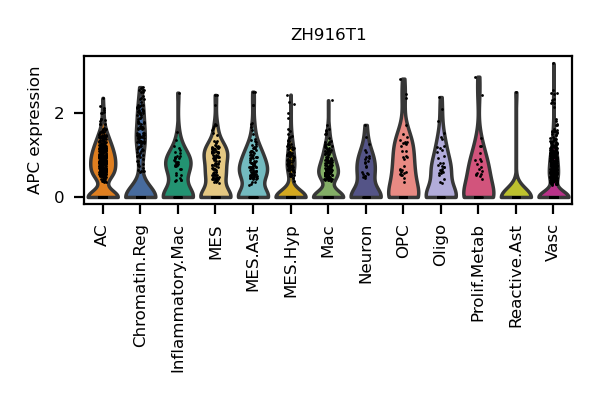 ZH916T1
APC expression
2
0
AC
Chromatin.Reg
Inflammatory.Mac
MES
MES.Ast
MES.Hyp
Mac
Neuron
OPC
Oligo
Prolif.Metab
Reactive.Ast
Vasc